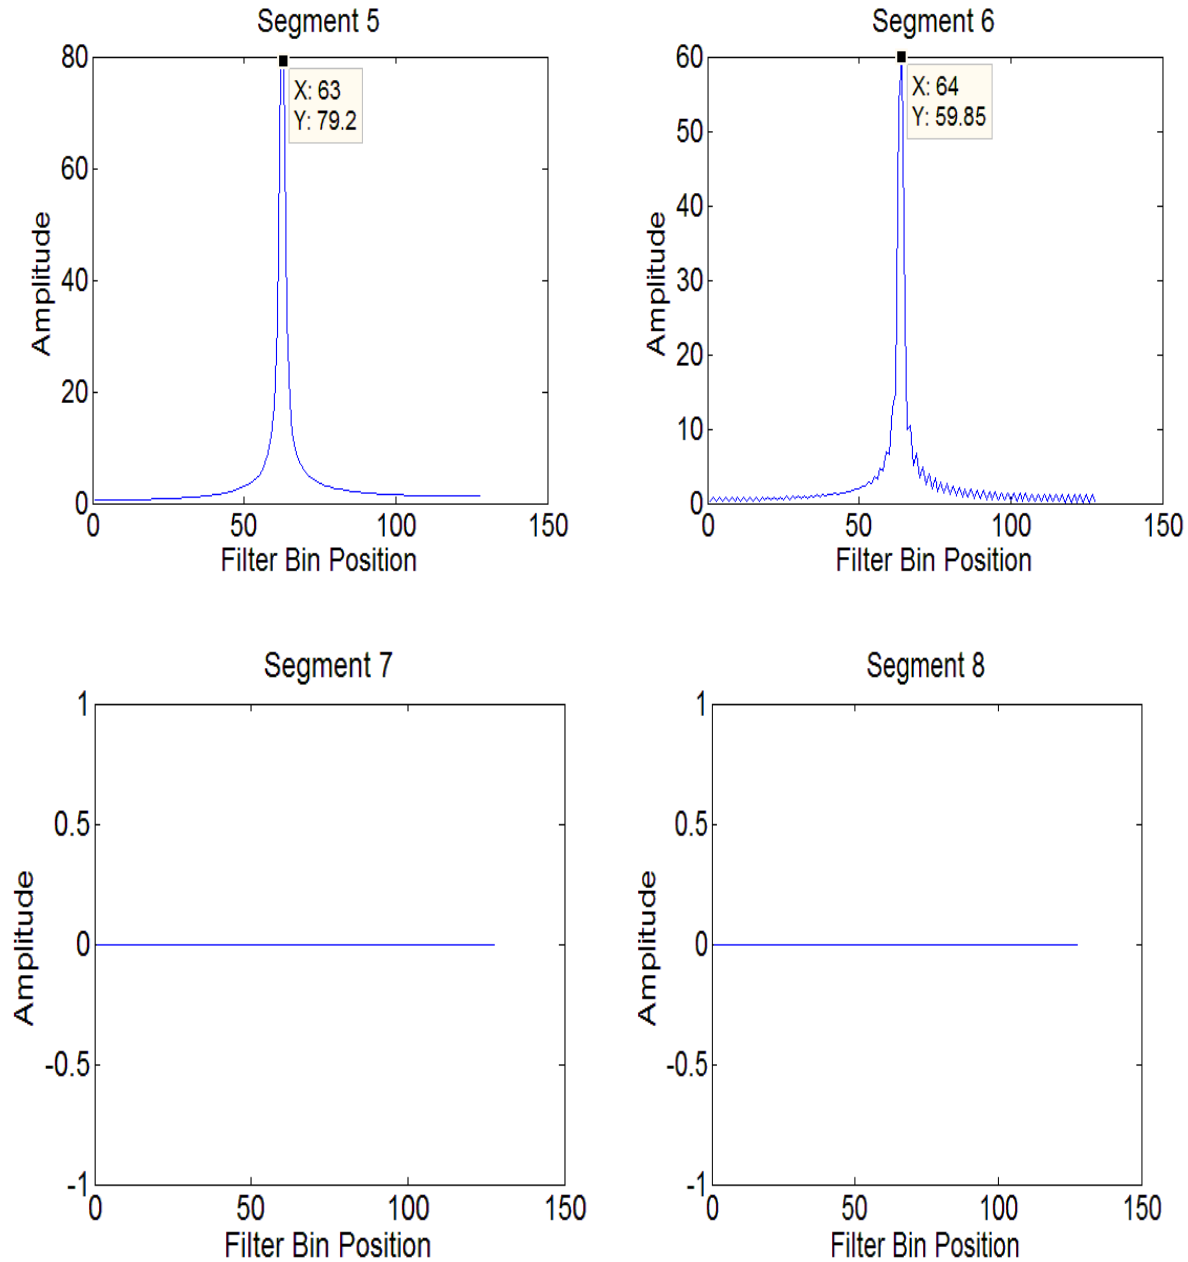 Segment 5
80
60
40
20
0
0 50 100 150
Amplitude
Filter Bin Position
X: 63
Y: 79.2
Segment 6
60
50
40
30
20
10
0
0 50 100 150
Amplitude
Filter Bin Position
X: 64
Y: 59.85
Segment 7
1
0.5
0
-0.5
-1
0 50 100 150
Amplitude
Filter Bin Position
Segment 8
1
0.5
0
-0.5
-1
0 50 100 150
Amplitude
Filter Bin Position